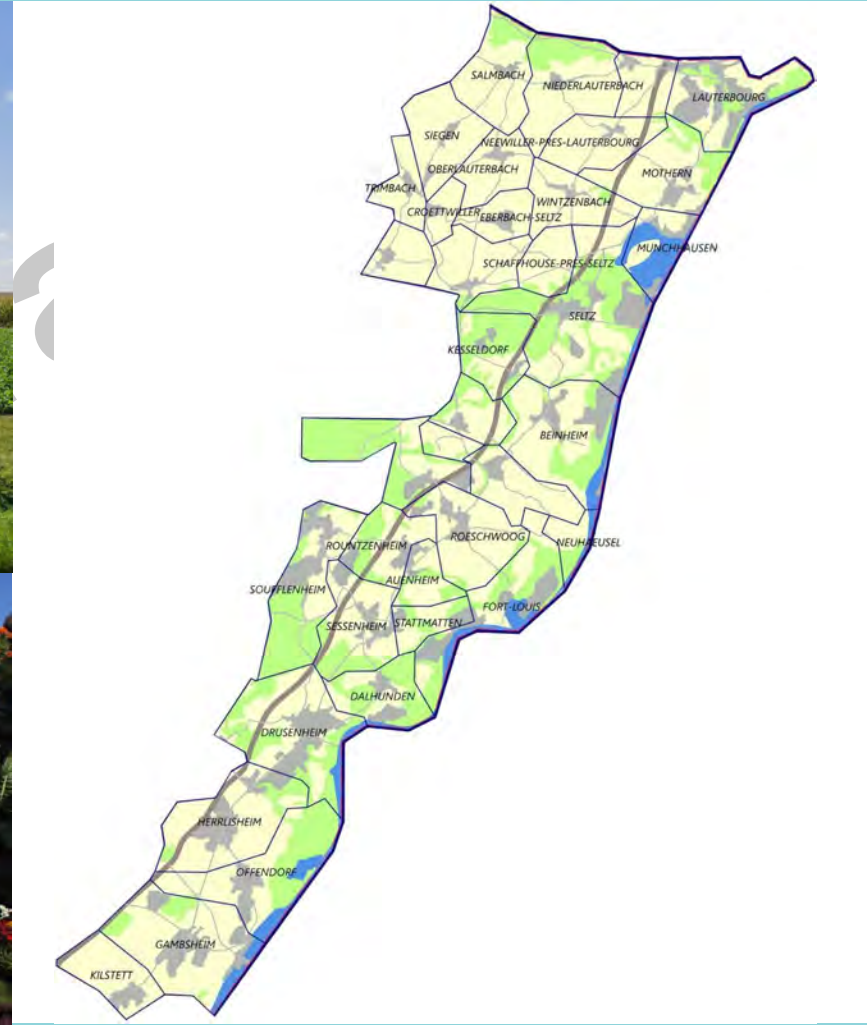 a
SALMBACH
NIEDERLAUTERBACH
LAUTERBOURG
SIEGEN
NEEWILLER-PRES-LAUTERBOURG
OBERLAUTERBACH
MOTHERN
TRIMBACH
WINTZENBACH
CROETTWILLER
EBERBACH-SELTZ
MUNCHHAUSEN
SCHAFFHOUSE-PRES-SELTZ
SELTZ
KESSELDORF
BEINHEIM
ROESCHWOOG
NEUHAEUSEL
ROUNTZENHEIM
AUENHEIM
SOUFFLENHEIM
FORT-LOUIS
STATTMATTEN
SESSENHEIM
DALHUNDEN
DRUSENHEIM
HERRLISHEIM
OFFENDORF
GAMBSHEIM
KILSTETT